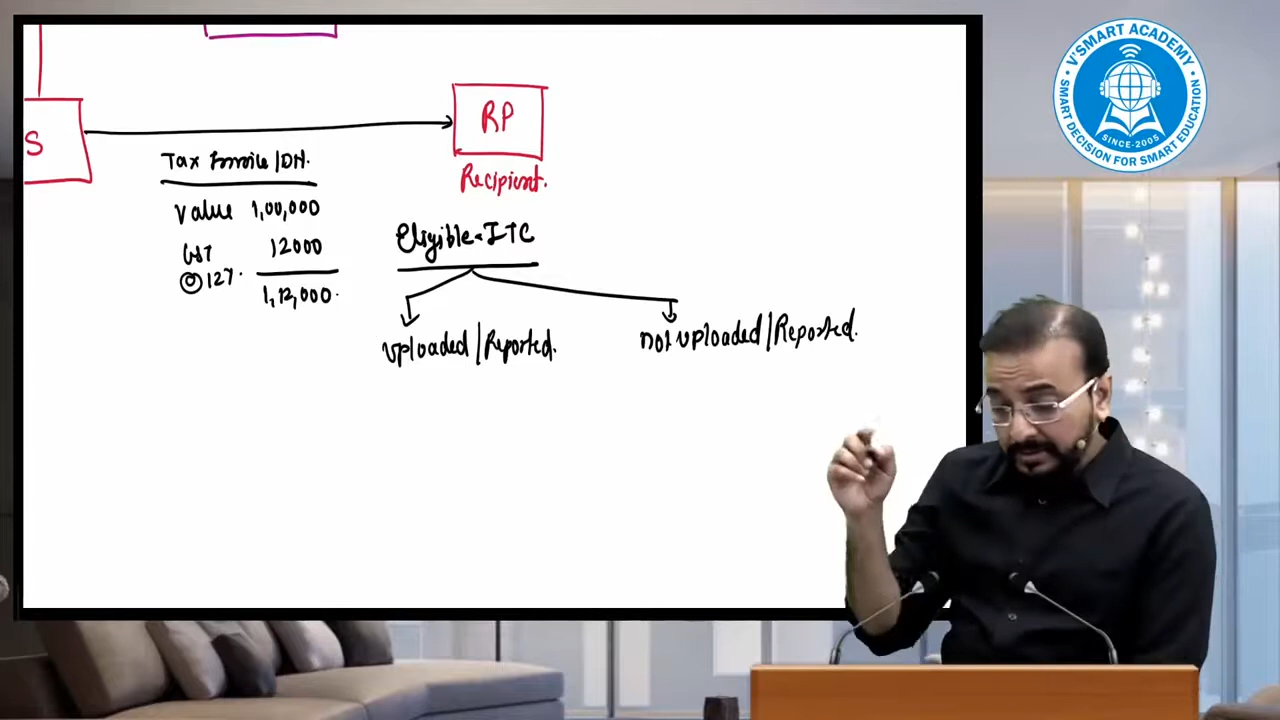 S
RP
Recipient.
Tax Invoice/DN.
Value 1,00,000
GST 12000
@ 12%.
1,12,000.
Eligible ITC
Uploaded/Reported.
not uploaded/Reported.
V'SMART ACADEMY
SINCE-2005
SMART DECISION FOR SMART EDUCATION